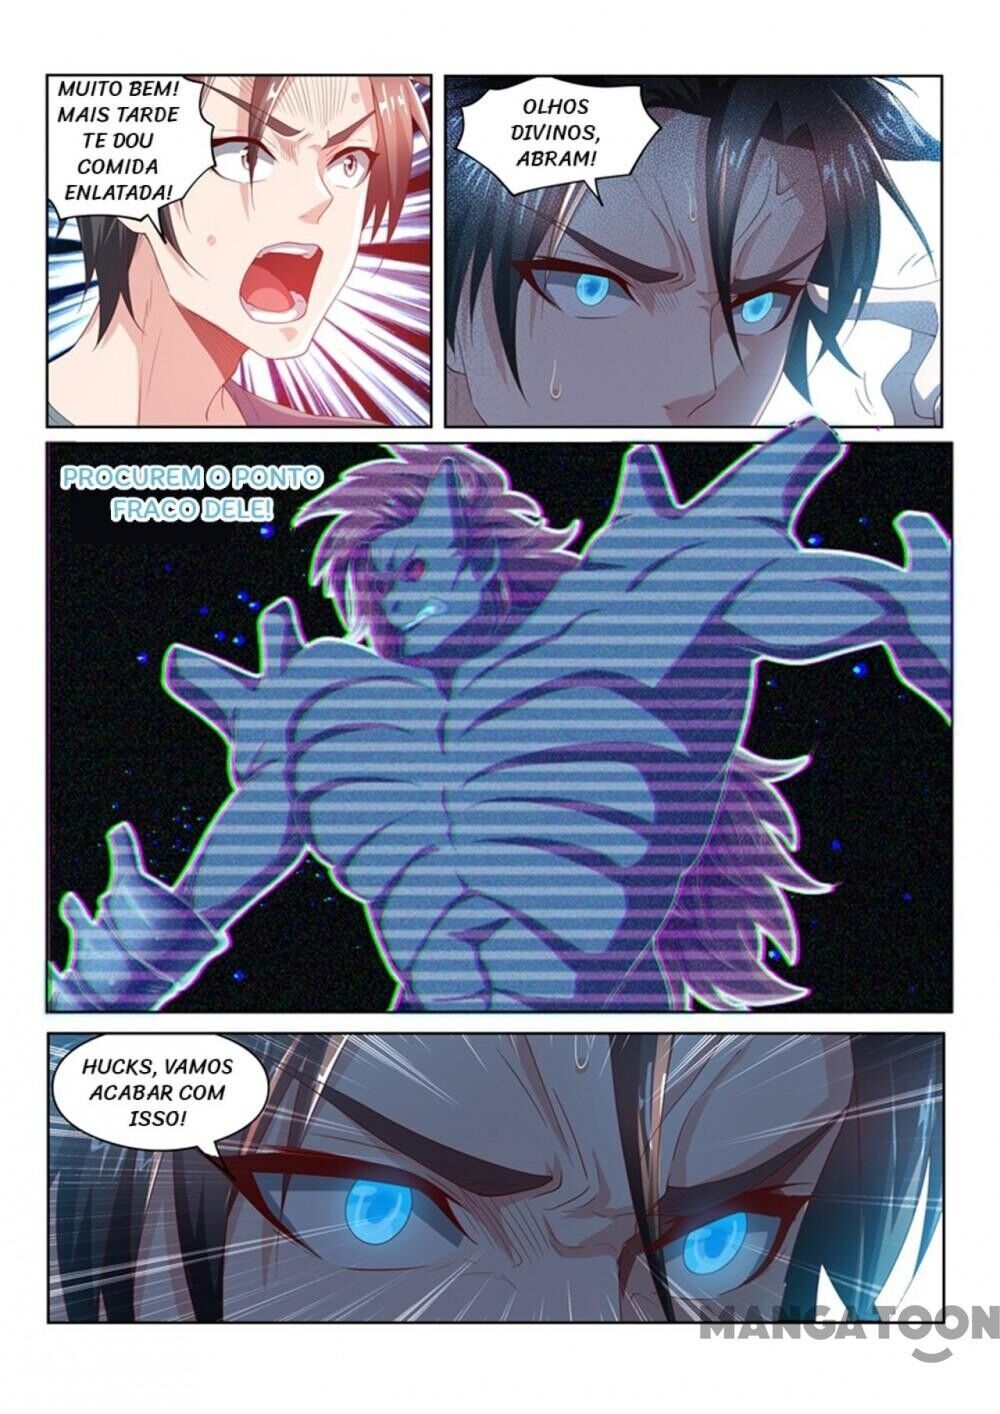 MUITO BEM!
MAIS TARDE
TE DOU
COMIDA
ENLATADA!
OLHOS
DIVINOS,
ABRAM!
PROCUREM O PONTO
FRACO DELE!
HUCKS, VAMOS
ACABAR COM
ISSO!
MANGATOON